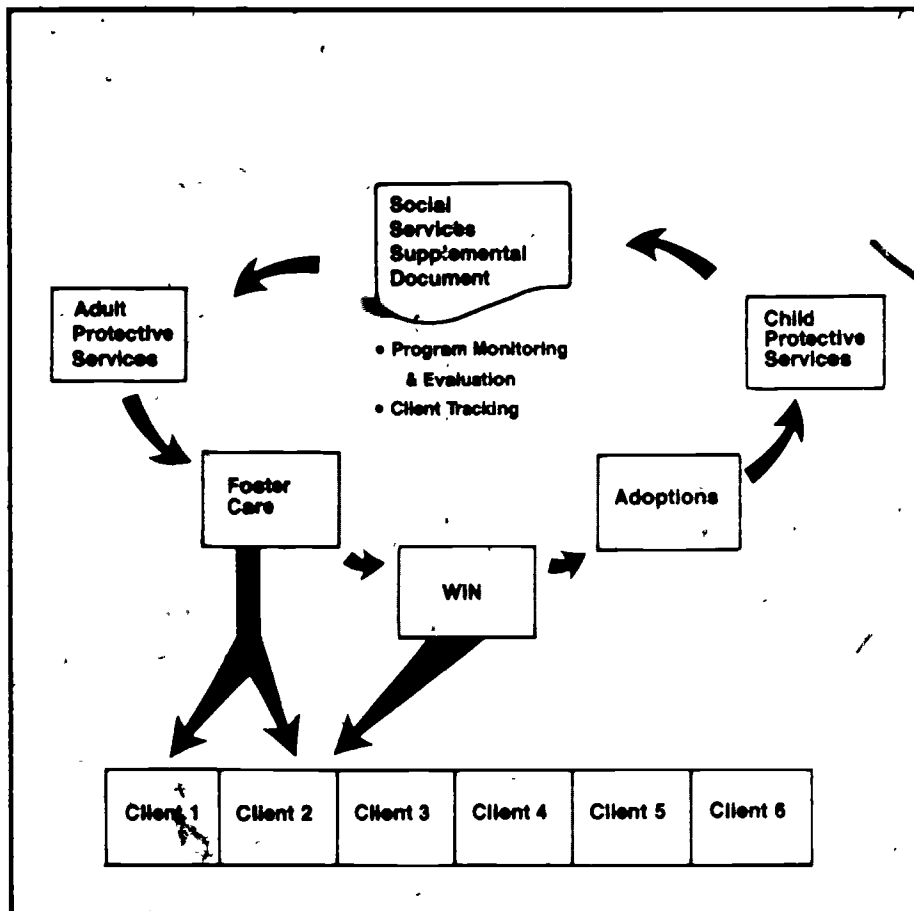 Social
Services
Supplemental
Document
Adult
Protective
Services
• Program Monitoring
& Evaluation
• Client Tracking
Child
Protective
Services
Foster
Care
Adoptions
WIN
Client 1
Client 2
Client 3
Client 4
Client 5
Client 6